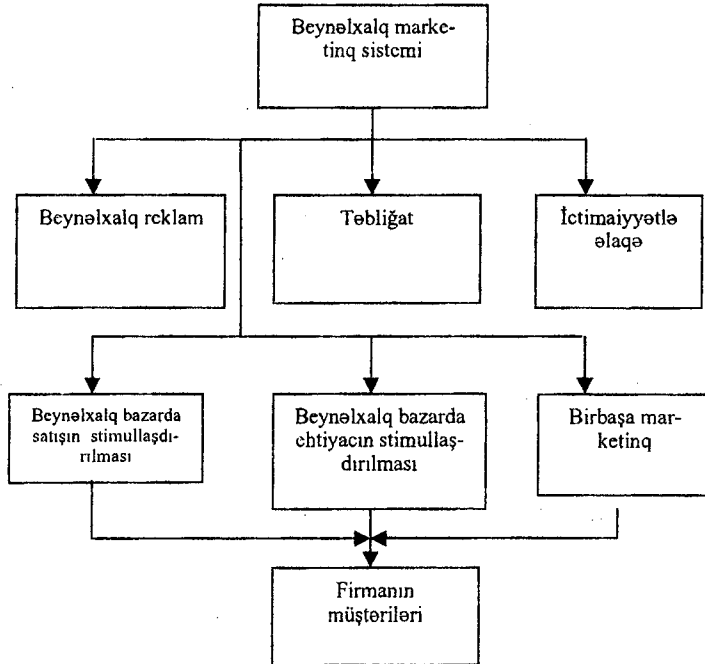 Beynəlxalq marke-
tinq sistemi
Beynəlxalq reklam
Təbliğat
İctimaiyyətlə
əlaqə
Beynəlxalq bazarda
satışın stimullaşdı-
rılması
Beynəlxalq bazarda
ehtiyacın stimullaş-
dırılması
Birbaşa mar-
ketinq
Firmanın
müştəriləri